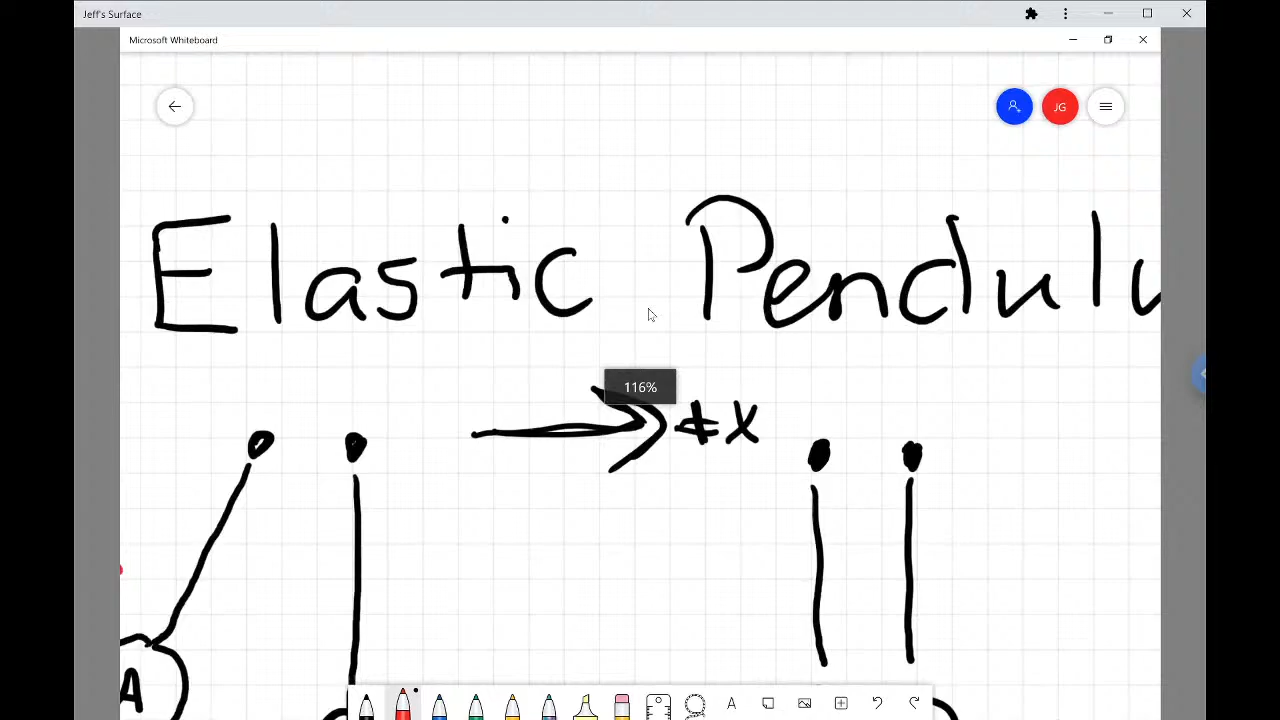 Jeff's Surface
Microsoft Whiteboard
JG
Elastic Pendulu
116%
+x
A
A